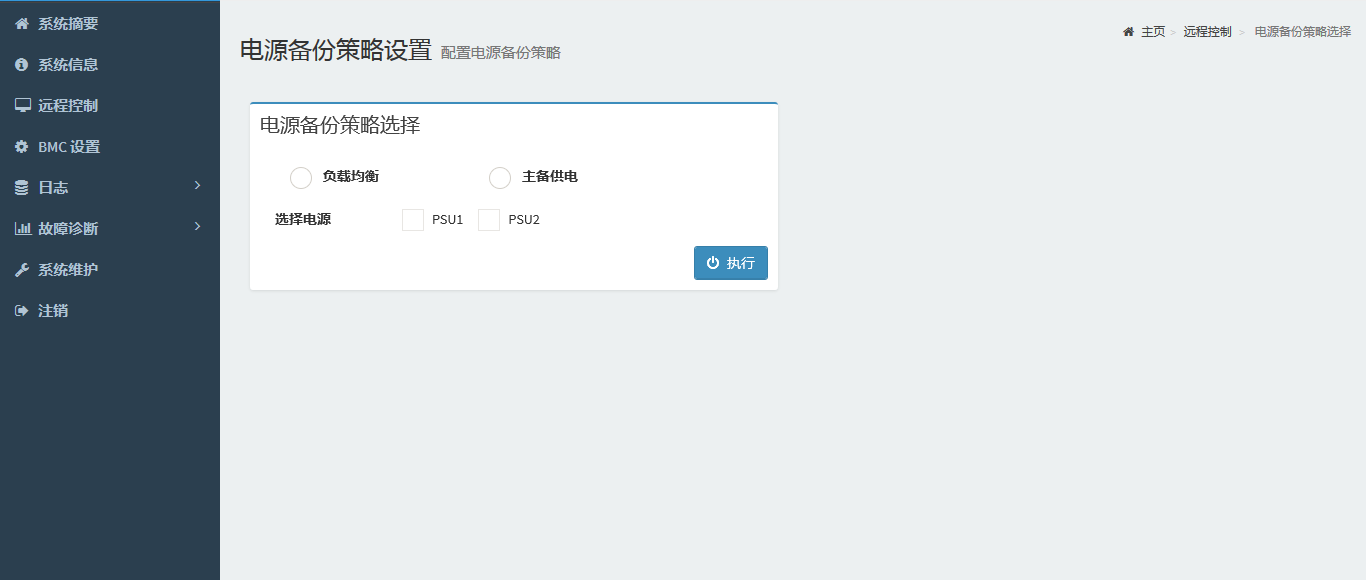 系统摘要
系统信息
远程控制
BMC 设置
日志
故障诊断
系统维护
注销
主页 > 远程控制 > 电源备份策略选择
电源备份策略设置 配置电源备份策略
电源备份策略选择
负载均衡 主备供电
选择电源 PSU1 PSU2
执行